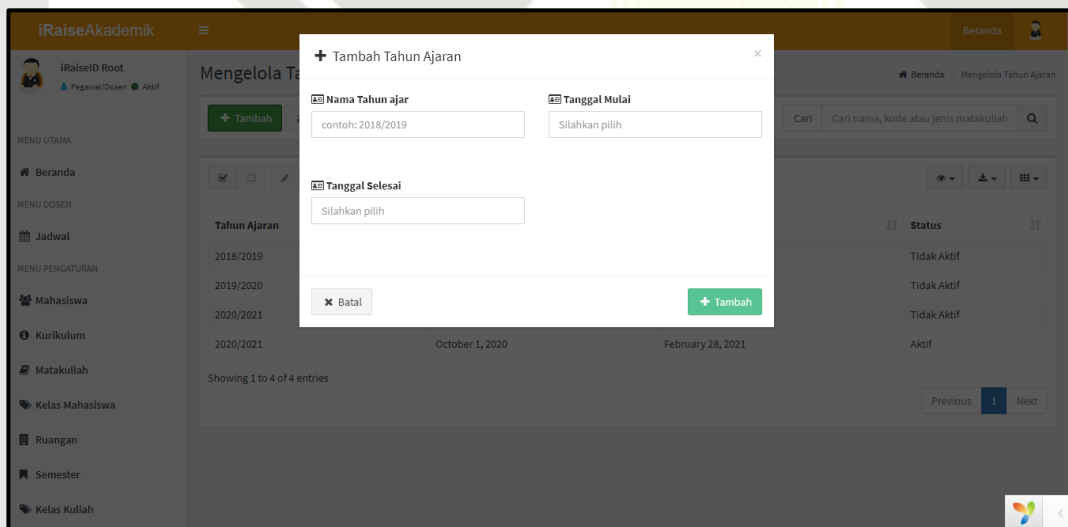 iRaiseAkademik
Beranda
iRaiseID Root
Pegawai/Dosen Aktif
MENU UTAMA
Beranda
MENU DOSEN
Jadwal
MENU PENGATURAN
Mahasiswa
Kurikulum
Matakuliah
Kelas Mahasiswa
Ruangan
Semester
Kelas Kuliah
Mengelola Ta
Beranda > Mengelola Tahun Ajaran
+ Tambah
Cari Cari nama, kode atau jenis matakuliah
Tahun Ajaran Status
2018/2019 Tidak Aktif
2019/2020 Tidak Aktif
2020/2021 Tidak Aktif
2020/2021 October 1, 2020 February 28, 2021 Aktif
Showing 1 to 4 of 4 entries
Previous 1 Next
+ Tambah Tahun Ajaran ×
Nama Tahun ajar Tanggal Mulai
contoh: 2018/2019 Silahkan pilih
Tanggal Selesai
Silahkan pilih
Batal + Tambah